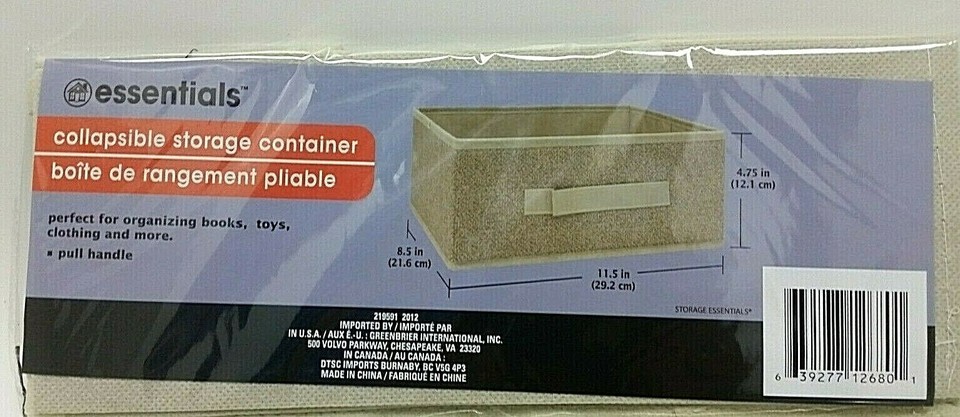 essentials™
collapsible storage container
boîte de rangement pliable
perfect for organizing books, toys,
clothing and more.
▪ pull handle
4.75 in
(12.1 cm)
8.5 in
(21.6 cm)
11.5 in
(29.2 cm)
STORAGE ESSENTIALS®
219591 2012
IMPORTED BY / IMPORTÉ PAR
IN U.S.A. / AUX É.-U. : GREENBRIER INTERNATIONAL, INC.
500 VOLVO PARKWAY, CHESAPEAKE, VA 23320
IN CANADA / AU CANADA :
DTSC IMPORTS BURNABY, BC V5G 4P3
MADE IN CHINA / FABRIQUÉ EN CHINE
6 39277 12680 1